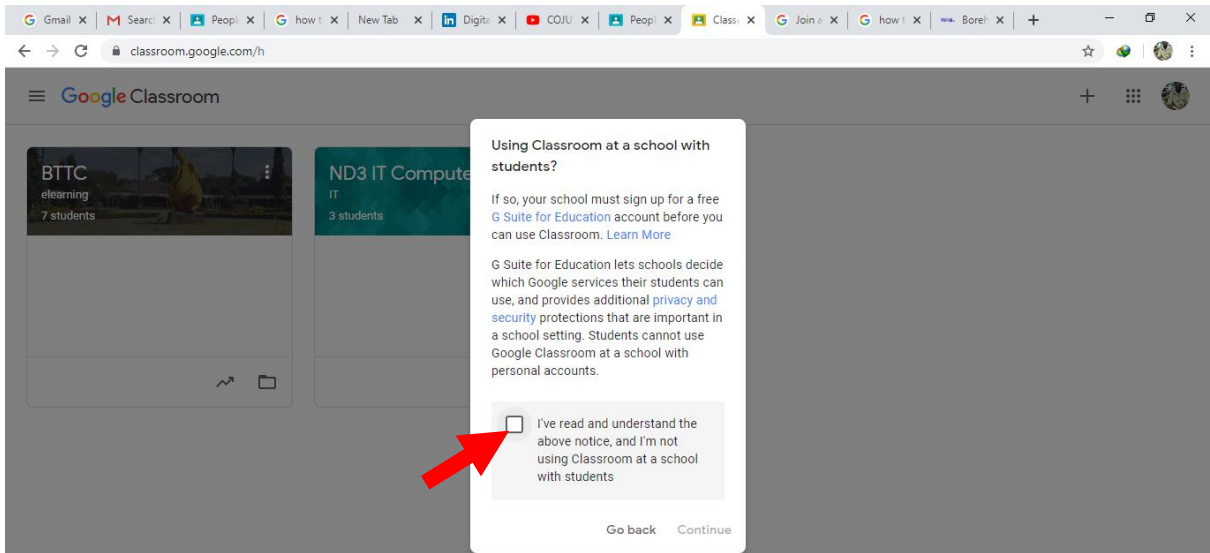 Gmail
Searc
Peopl
how t
New Tab
Digita
COJU
Peopl
Class
Join a
how t
Boreh
classroom.google.com/h
Google Classroom
BTTC
elearning
7 students
ND3 IT Compute
IT
3 students
Using Classroom at a school with
students?
If so, your school must sign up for a free
G Suite for Education account before you
can use Classroom. Learn More
G Suite for Education lets schools decide
which Google services their students can
use, and provides additional privacy and
security protections that are important in
a school setting. Students cannot use
Google Classroom at a school with
personal accounts.
I've read and understand the
above notice, and I'm not
using Classroom at a school
with students
Go back Continue